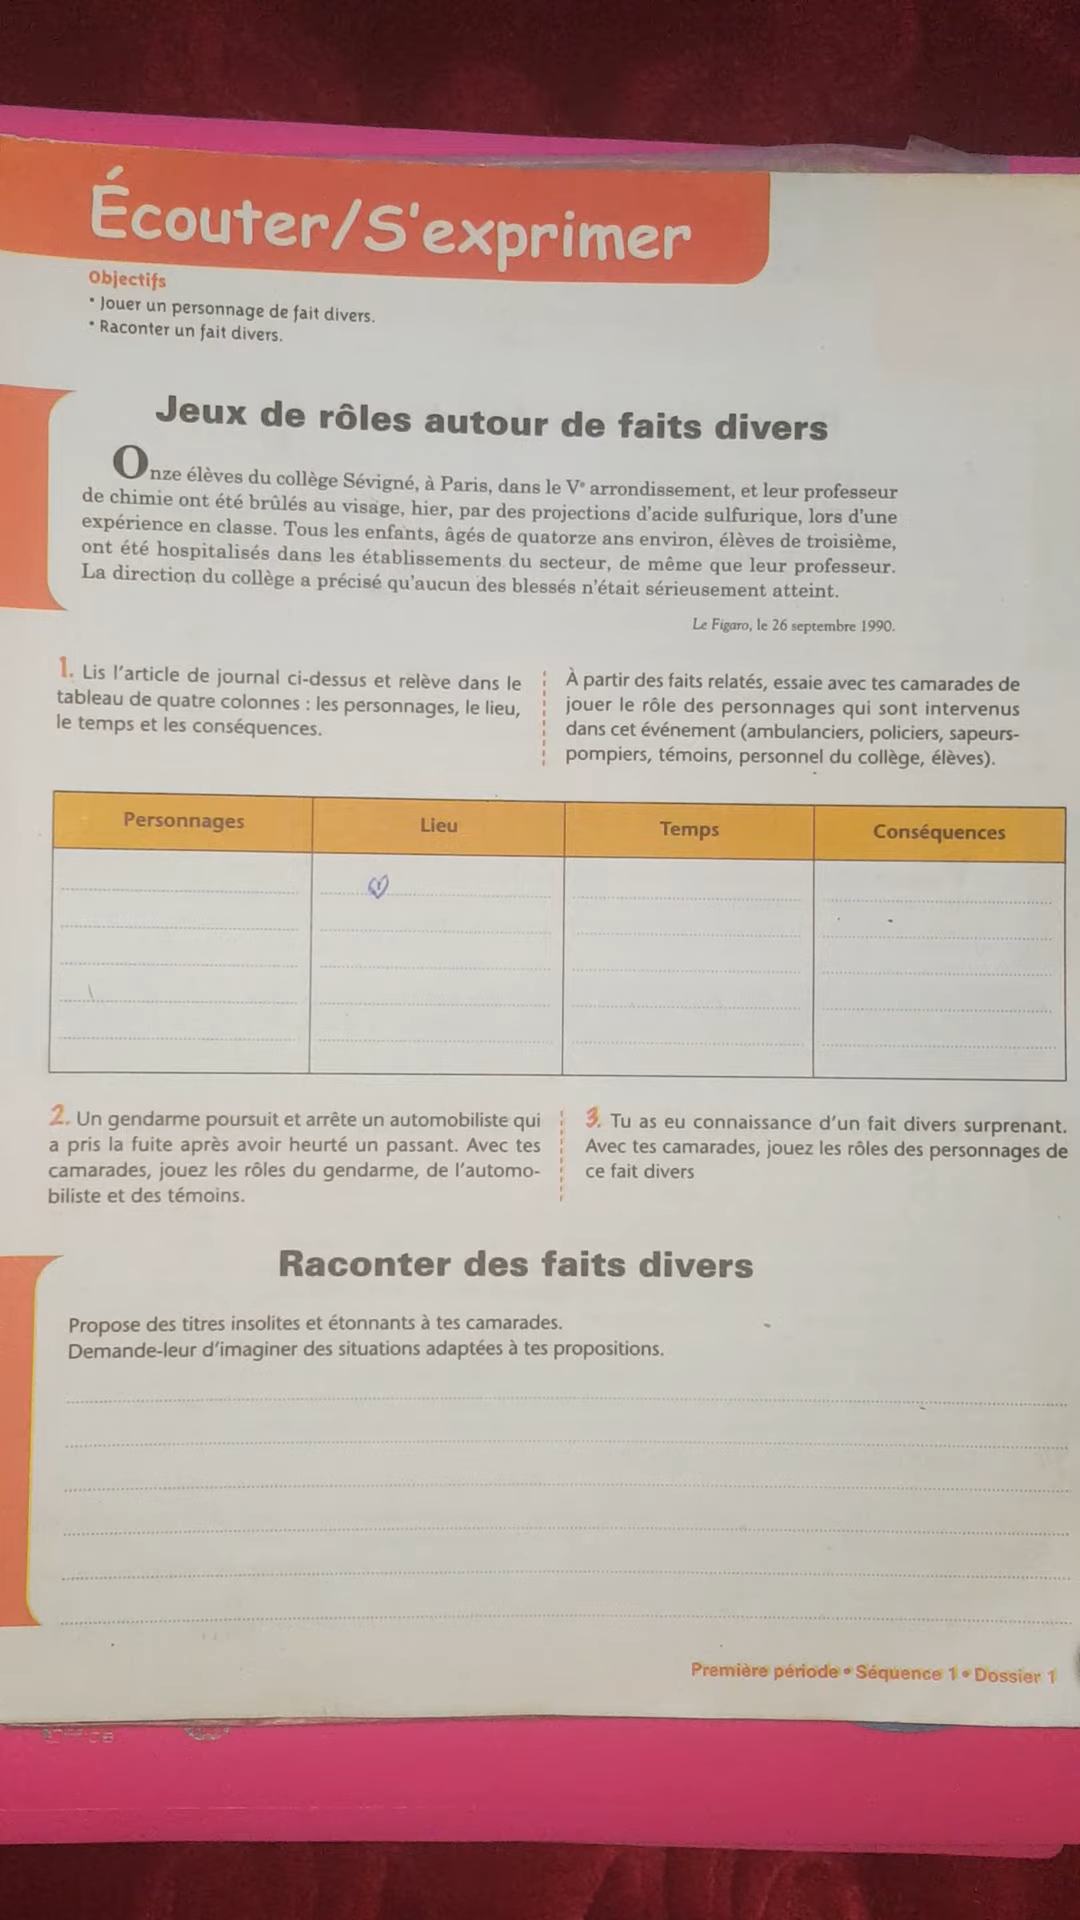 Écouter/S'exprimer
Objectifs
• Jouer un personnage de fait divers.
• Raconter un fait divers.
Jeux de rôles autour de faits divers
Onze élèves du collège Sévigné, à Paris, dans le Vᵉ arrondissement, et leur professeur
de chimie ont été brûlés au visage, hier, par des projections d'acide sulfurique, lors d'une
expérience en classe. Tous les enfants, âgés de quatorze ans environ, élèves de troisième,
ont été hospitalisés dans les établissements du secteur, de même que leur professeur.
La direction du collège a précisé qu'aucun des blessés n'était sérieusement atteint.
Le Figaro, le 26 septembre 1990.
1. Lis l'article de journal ci-dessus et relève dans le
tableau de quatre colonnes : les personnages, le lieu,
le temps et les conséquences.
À partir des faits relatés, essaie avec tes camarades de
jouer le rôle des personnages qui sont intervenus
dans cet événement (ambulanciers, policiers, sapeurs-
pompiers, témoins, personnel du collège, élèves).
Personnages Lieu Temps Conséquences
2. Un gendarme poursuit et arrête un automobiliste qui
a pris la fuite après avoir heurté un passant. Avec tes
camarades, jouez les rôles du gendarme, de l'automo-
biliste et des témoins.
3. Tu as eu connaissance d'un fait divers surprenant.
Avec tes camarades, jouez les rôles des personnages de
ce fait divers
Raconter des faits divers
Propose des titres insolites et étonnants à tes camarades.
Demande-leur d'imaginer des situations adaptées à tes propositions.
Première période • Séquence 1 • Dossier 1